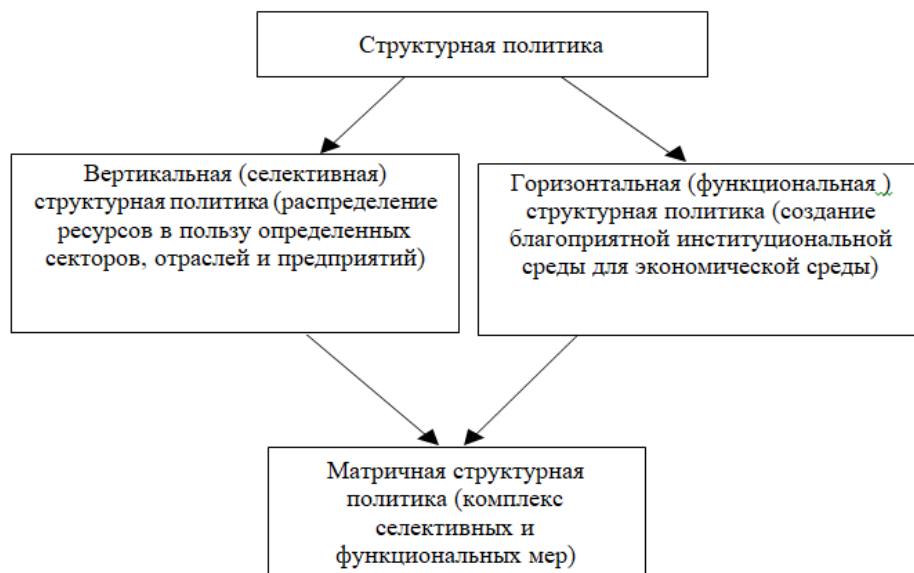 Структурная политика
Вертикальная (селективная)
структурная политика (распределение
ресурсов в пользу определенных
секторов, отраслей и предприятий)
Горизонтальная (функциональная )
структурная политика (создание
благоприятной институциональной
среды для экономической среды)
Матричная структурная
политика (комплекс
селективных и
функциональных мер)